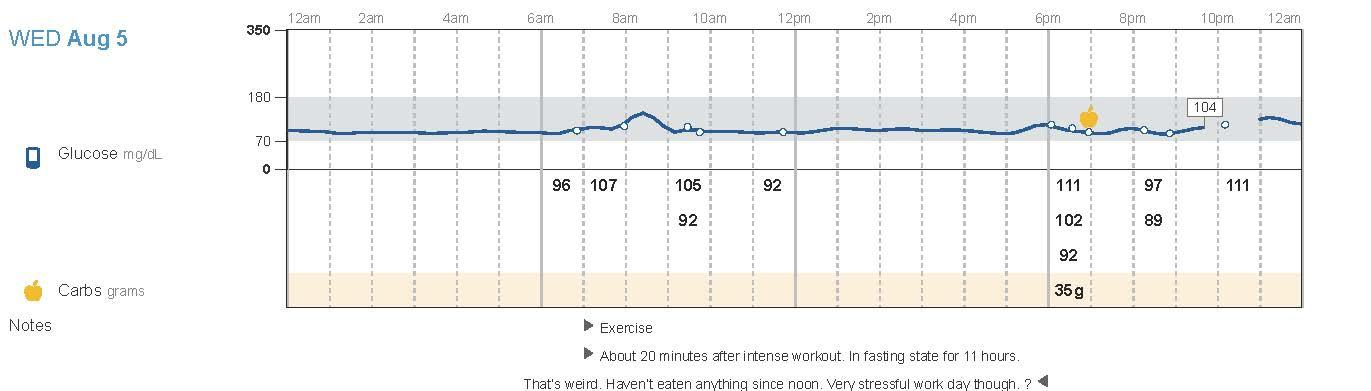 12am 2am 4am 6am 8am 10am 12pm 2pm 4pm 6pm 8pm 10pm 12am
WED Aug 5
350
180
104
70
Glucose mg/dL
0
96 107 105 92 111 97 111
92 102 89
92
Carbs grams
35g
Notes
Exercise
About 20 minutes after intense workout. In fasting state for 11 hours.
That's weird. Haven't eaten anything since noon. Very stressful work day though. ?